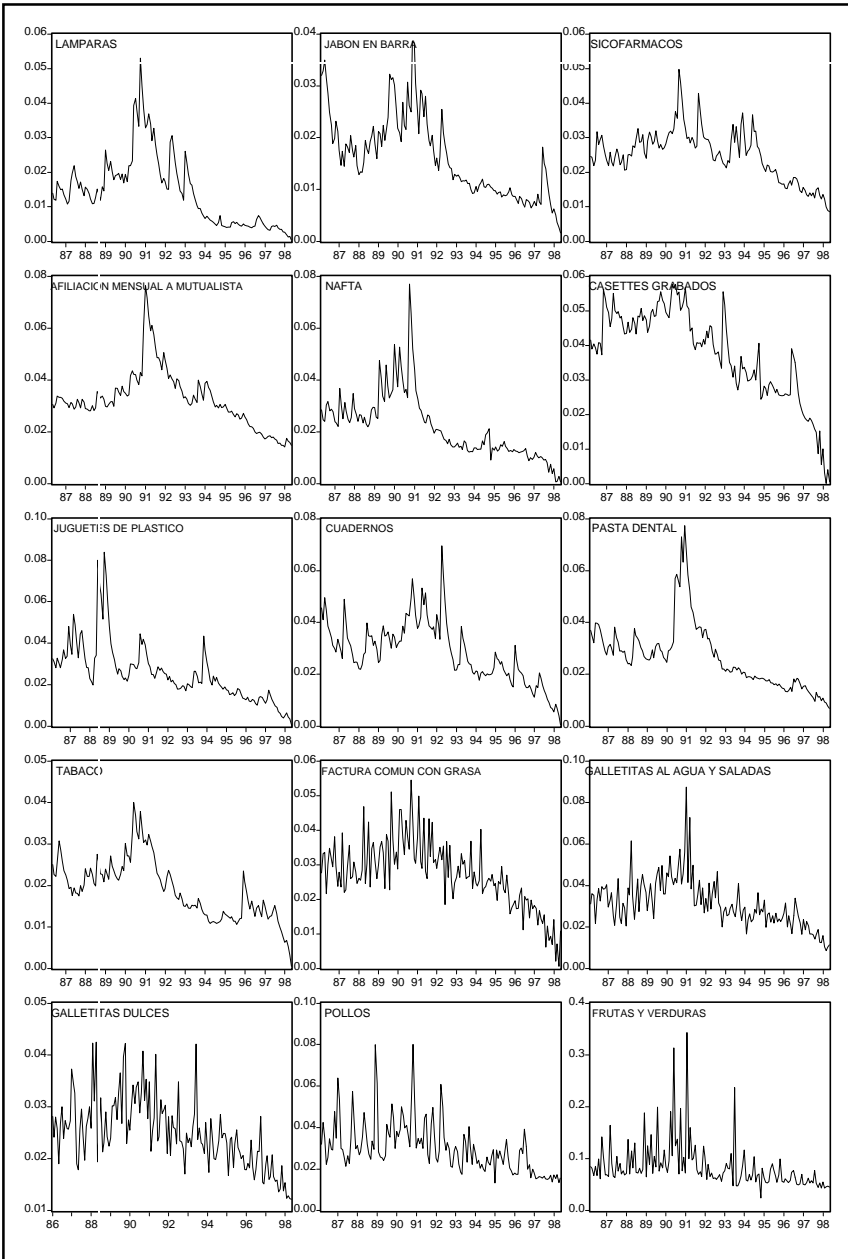 LAMPARAS
0.06
0.05
0.04
0.03
0.02
0.01
0.00
87 88 89 90 91 92 93 94 95 96 97 98
JABON EN BARRA
0.04
0.03
0.02
0.01
0.00
87 88 89 90 91 92 93 94 95 96 97 98
SICOFARMACOS
0.06
0.05
0.04
0.03
0.02
0.01
0.00
87 88 89 90 91 92 93 94 95 96 97 98
AFILIACION MENSUAL A MUTUALISTA
0.08
0.06
0.04
0.02
0.00
87 88 89 90 91 92 93 94 95 96 97 98
NAFTA
0.08
0.06
0.04
0.02
0.00
87 88 89 90 91 92 93 94 95 96 97 98
CASETTES GRABADOS
0.06
0.05
0.04
0.03
0.02
0.01
0.00
87 88 89 90 91 92 93 94 95 96 97 98
JUGUETES DE PLASTICO
0.10
0.08
0.06
0.04
0.02
0.00
87 88 89 90 91 92 93 94 95 96 97 98
CUADERNOS
0.08
0.06
0.04
0.02
0.00
87 88 89 90 91 92 93 94 95 96 97 98
PASTA DENTAL
0.08
0.06
0.04
0.02
0.00
87 88 89 90 91 92 93 94 95 96 97 98
TABACO
0.05
0.04
0.03
0.02
0.01
0.00
87 88 89 90 91 92 93 94 95 96 97 98
FACTURA COMUN CON GRASA
0.06
0.05
0.04
0.03
0.02
0.01
0.00
87 88 89 90 91 92 93 94 95 96 97 98
GALLETITAS AL AGUA Y SALADAS
0.10
0.08
0.06
0.04
0.02
0.00
87 88 89 90 91 92 93 94 95 96 97 98
GALLETITAS DULCES
0.05
0.04
0.03
0.02
0.01
86 88 90 92 94 96 98
POLLOS
0.10
0.08
0.06
0.04
0.02
0.00
87 88 89 90 91 92 93 94 95 96 97 98
FRUTAS Y VERDURAS
0.4
0.3
0.2
0.1
0.0
87 88 89 90 91 92 93 94 95 96 97 98